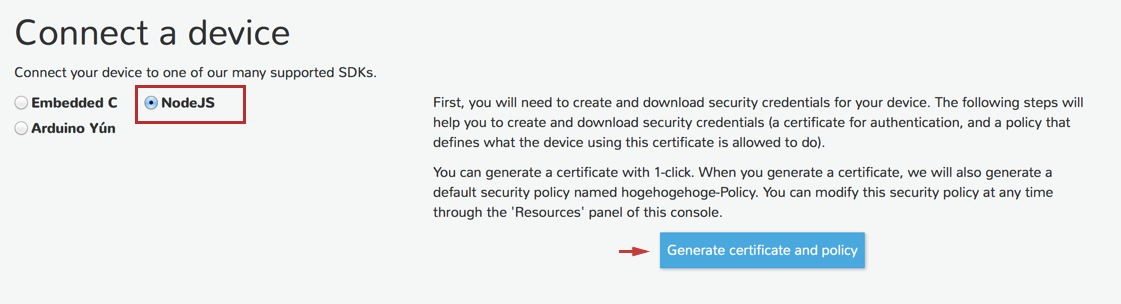 Connect a device
Connect your device to one of our many supported SDKs.
Embedded C
NodeJS
Arduino Yún
First, you will need to create and download security credentials for your device. The following steps will
help you to create and download security credentials (a certificate for authentication, and a policy that
defines what the device using this certificate is allowed to do).
You can generate a certificate with 1-click. When you generate a certificate, we will also generate a
default security policy named hogehogehoge-Policy. You can modify this security policy at any time
through the 'Resources' panel of this console.
Generate certificate and policy